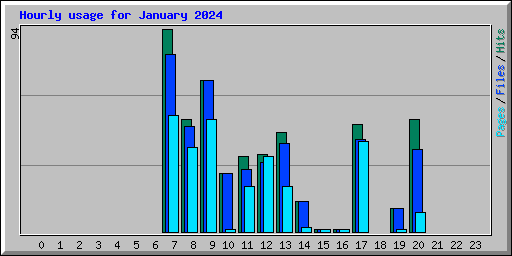 Hourly usage for January 2024
94
Pages / Files / Hits
0 1 2 3 4 5 6 7 8 9 10 11 12 13 14 15 16 17 18 19 20 21 22 23